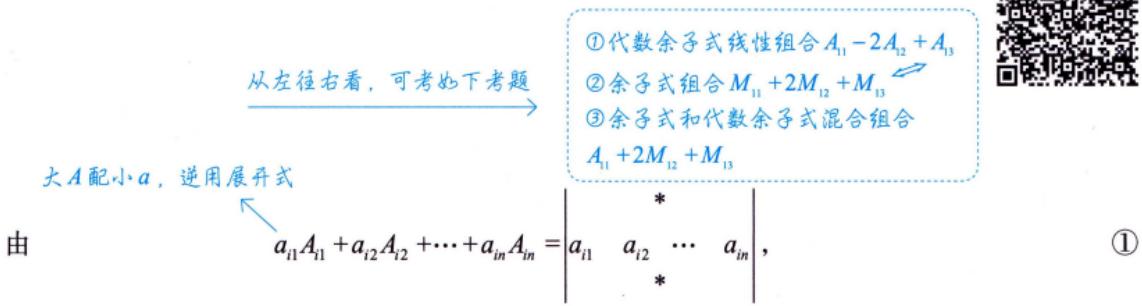 ①代数余子式线性组合 A₁₁-2A₁₂+A₁₃
从左往右看，可考如下考题
②余子式组合 M₁₁+2M₁₂+M₁₃
③余子式和代数余子式混合组合
A₁₁+2M₁₂+M₁₃
大A配小a，逆用展开式
*
由 aᵢ₁Aᵢ₁+aᵢ₂Aᵢ₂+⋯+aᵢₙAᵢₙ=|aᵢ₁ aᵢ₂ ⋯ aᵢₙ|， ①
*